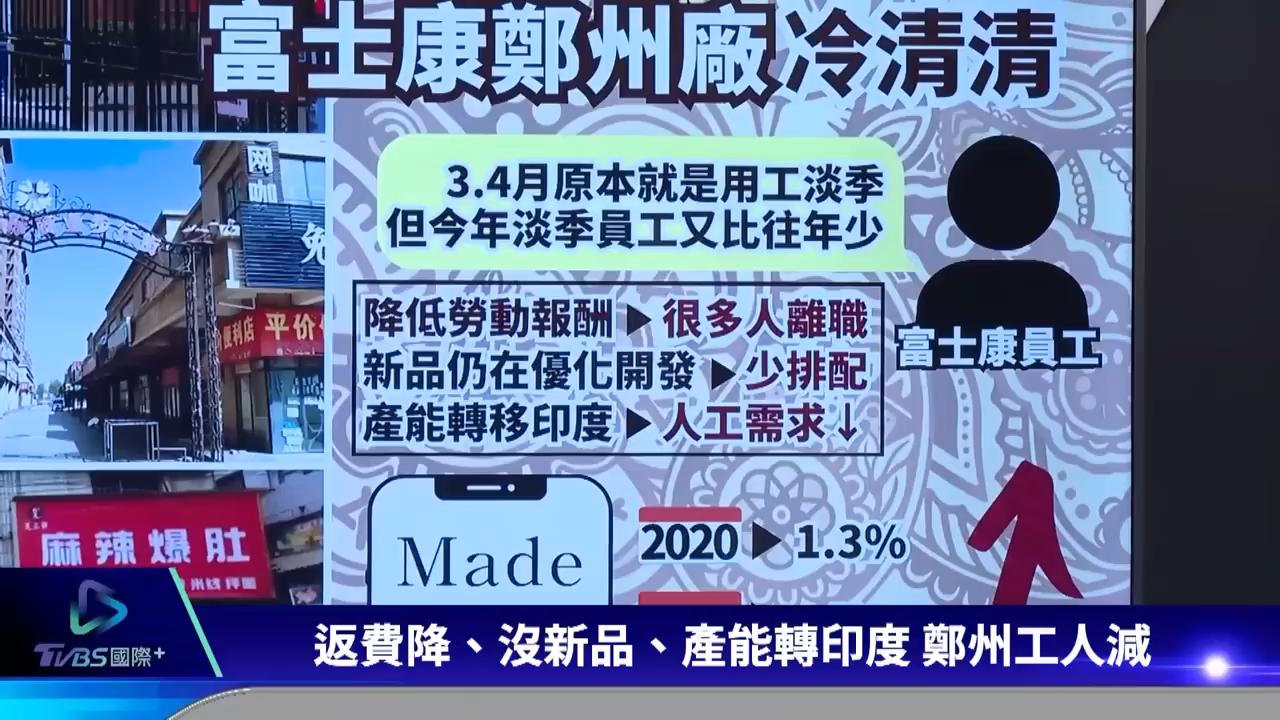 富士康鄭州廠冷清清
3.4月原本就是用工淡季
但今年淡季員工又比往年少
富士康員工
降低勞動報酬▶很多人離職
新品仍在優化開發▶少排配
產能轉移印度▶人工需求↓
Made
2020▶1.3%
网咖
便利店
平价
麻辣爆肚
返費降、沒新品、產能轉印度 鄭州工人減
TVBS國際+